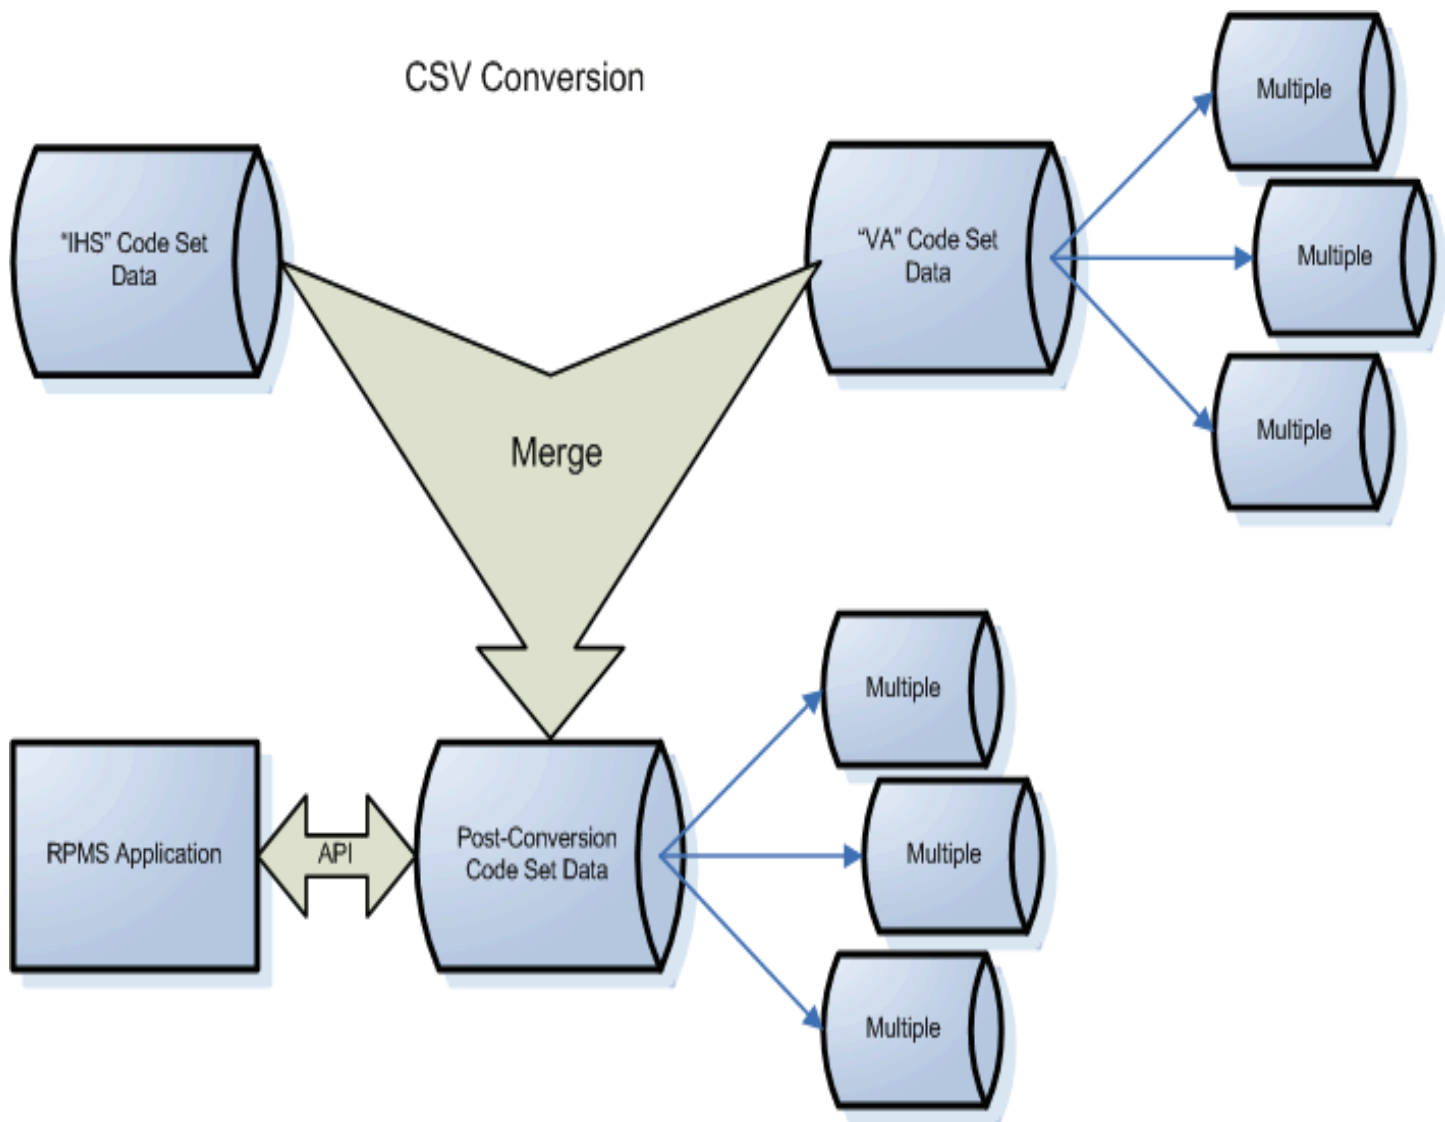 CSV Conversion
"IHS" Code Set
Data
"VA" Code Set
Data
Multiple
Multiple
Multiple
Merge
RPMS Application
API
Post-Conversion
Code Set Data
Multiple
Multiple
Multiple